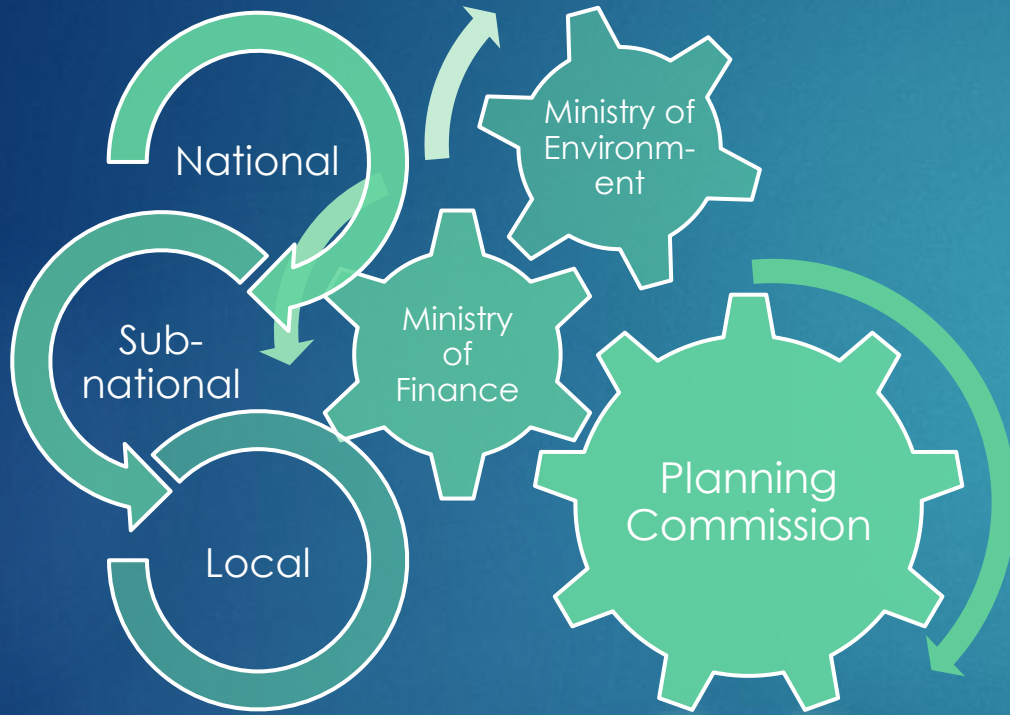 National
Sub-
national
Local
Ministry of
Environm-
ent
Ministry
of
Finance
Planning
Commission